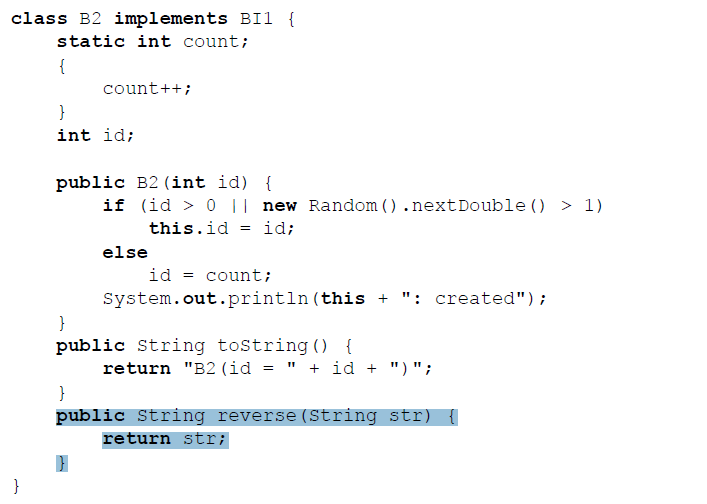 class B2 implements BI1 {
    static int count;
    {
        count++;
    }
    int id;

    public B2(int id) {
        if (id > 0 || new Random().nextDouble() > 1)
            this.id = id;
        else
            id = count;
        System.out.println(this + ": created");
    }
    public String toString() {
        return "B2(id = " + id + ")";
    }
    public String reverse(String str) {
        return str;
    }
}